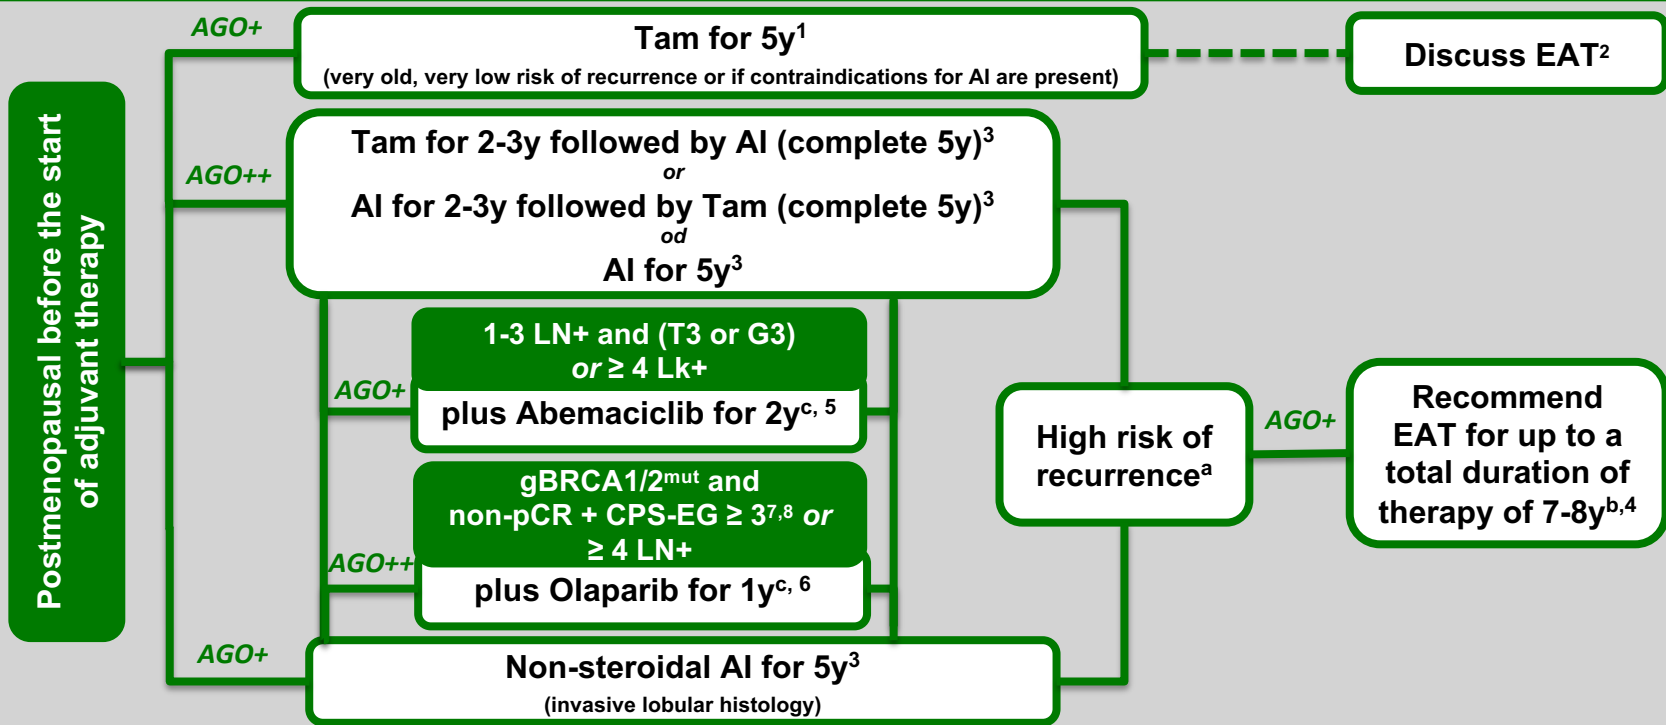 Postmenopausal before the start
of adjuvant therapy
AGO+
Tam for 5y¹
(very old, very low risk of recurrence or if contraindications for AI are present)
Discuss EAT²
AGO++
Tam for 2-3y followed by AI (complete 5y)³
or
AI for 2-3y followed by Tam (complete 5y)³
od
AI for 5y³
1-3 LN+ and (T3 or G3)
or ≥ 4 Lk+
AGO+
plus Abemaciclib for 2yᶜ, ⁵
gBRCA1/2ᵐᵘᵗ and
non-pCR + CPS-EG ≥ 3⁷,⁸ or
≥ 4 LN+
AGO++
plus Olaparib for 1yᶜ, ⁶
AGO+
Non-steroidal AI for 5y³
(invasive lobular histology)
High risk of
recurrenceᵃ
AGO+
Recommend
EAT for up to a
total duration of
therapy of 7-8yᵇ,⁴